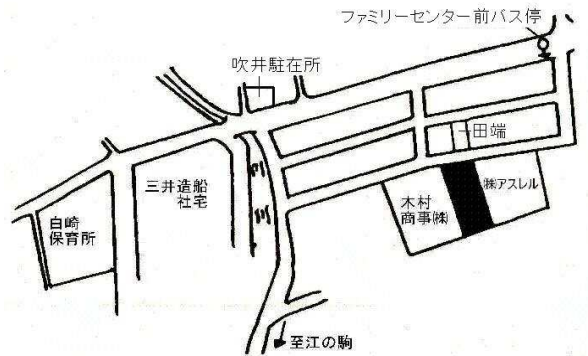 ファミリーセンター前バス停
吹井駐在所
田端
三井造船
社宅
㈱アスレル
木村
商事㈱
白崎
保育所
至江の駒